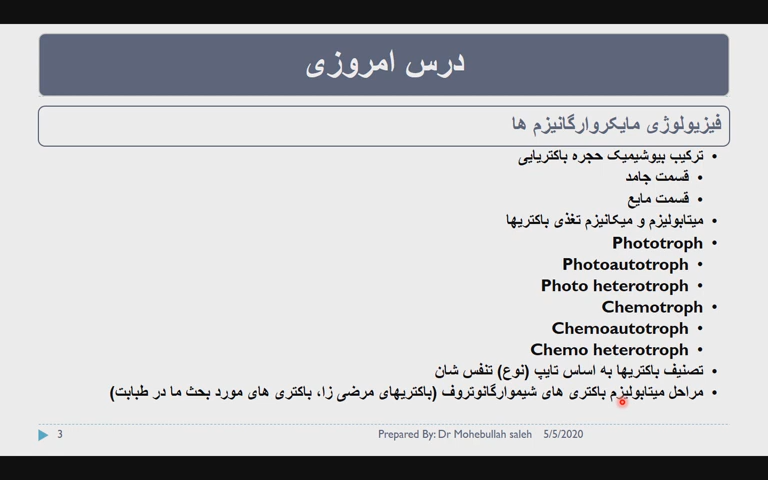 درس امروزی
فیزیولوژی مایکروارگانیزم ها
• ترکیب بیوشیمیک حجره باکتریایی
• قسمت جامد
• قسمت مایع
• میتابولیزم و میکانیزم تغذی باکتریها
• Phototroph
• Photoautotroph
• Photo heterotroph
• Chemotroph
• Chemoautotroph
• Chemo heterotroph
• تصنیف باکتریها به اساس تایپ (نوع) تنفس شان
• مراحل میتابولیزم باکتری های شیموارگانوتروف (باکتریهای مرضی زا، باکتری های مورد بحث ما در طبابت)
3 Prepared By: Dr Mohebullah saleh 5/5/2020